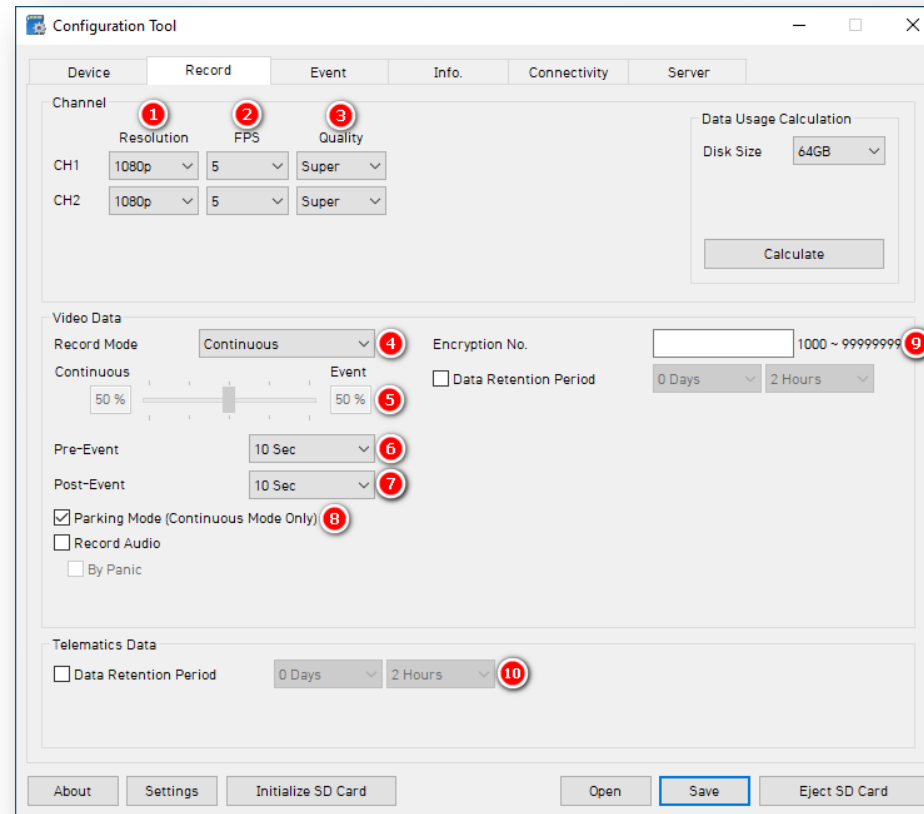 Configuration Tool
Device Record Event Info. Connectivity Server
Channel
1 2 3
Resolution FPS Quality
CH1 1080p 5 Super
CH2 1080p 5 Super
Data Usage Calculation
Disk Size 64GB
Calculate
Video Data
Record Mode Continuous 4
Continuous Event
50 % 50 % 5
Pre-Event 10 Sec 6
Post-Event 10 Sec 7
Parking Mode (Continuous Mode Only) 8
Record Audio
By Panic
Encryption No. 1000 ~ 99999999 9
Data Retention Period 0 Days 2 Hours
Telematics Data
Data Retention Period 0 Days 2 Hours 10
About Settings Initialize SD Card Open Save Eject SD Card